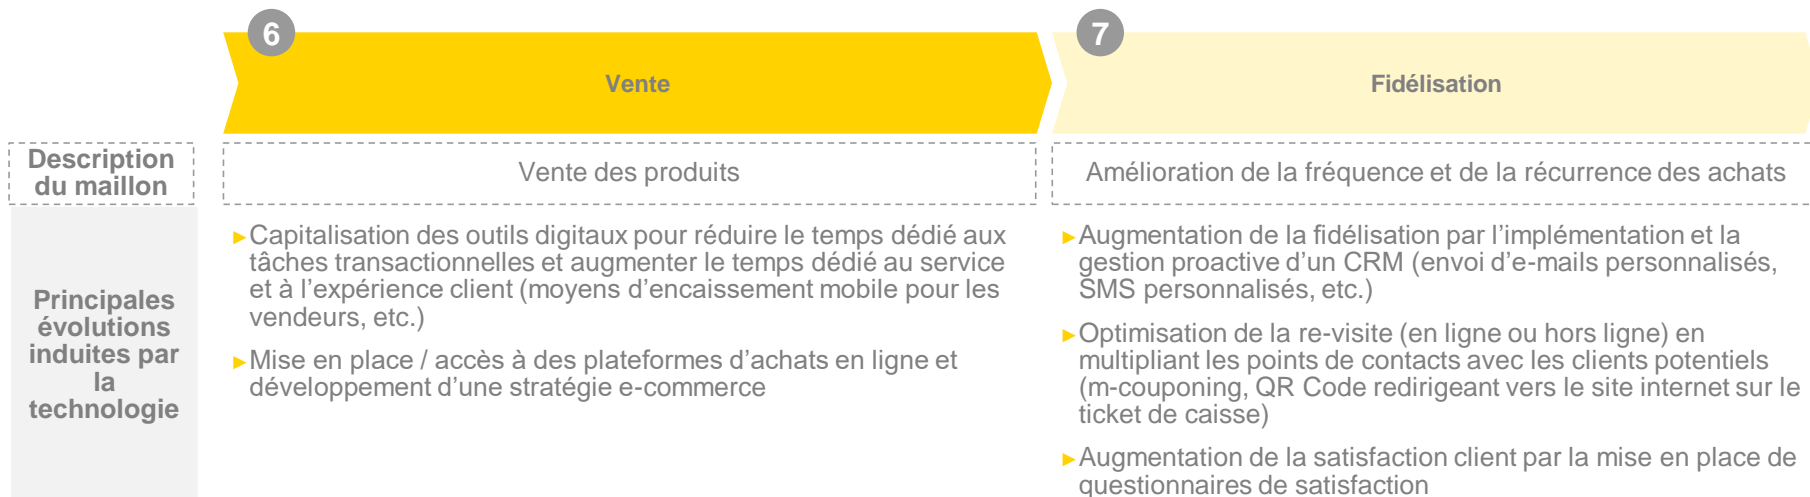 6
Vente
7
Fidélisation
Description
du maillon
Vente des produits
Amélioration de la fréquence et de la récurrence des achats
Principales
évolutions
induites par
la
technologie
►Capitalisation des outils digitaux pour réduire le temps dédié aux
tâches transactionnelles et augmenter le temps dédié au service
et à l’expérience client (moyens d’encaissement mobile pour les
vendeurs, etc.)
►Mise en place / accès à des plateformes d’achats en ligne et
développement d’une stratégie e-commerce
►Augmentation de la fidélisation par l’implémentation et la
gestion proactive d’un CRM (envoi d’e-mails personnalisés,
SMS personnalisés, etc.)
►Optimisation de la re-visite (en ligne ou hors ligne) en
multipliant les points de contacts avec les clients potentiels
(m-couponing, QR Code redirigeant vers le site internet sur le
ticket de caisse)
►Augmentation de la satisfaction client par la mise en place de
questionnaires de satisfaction